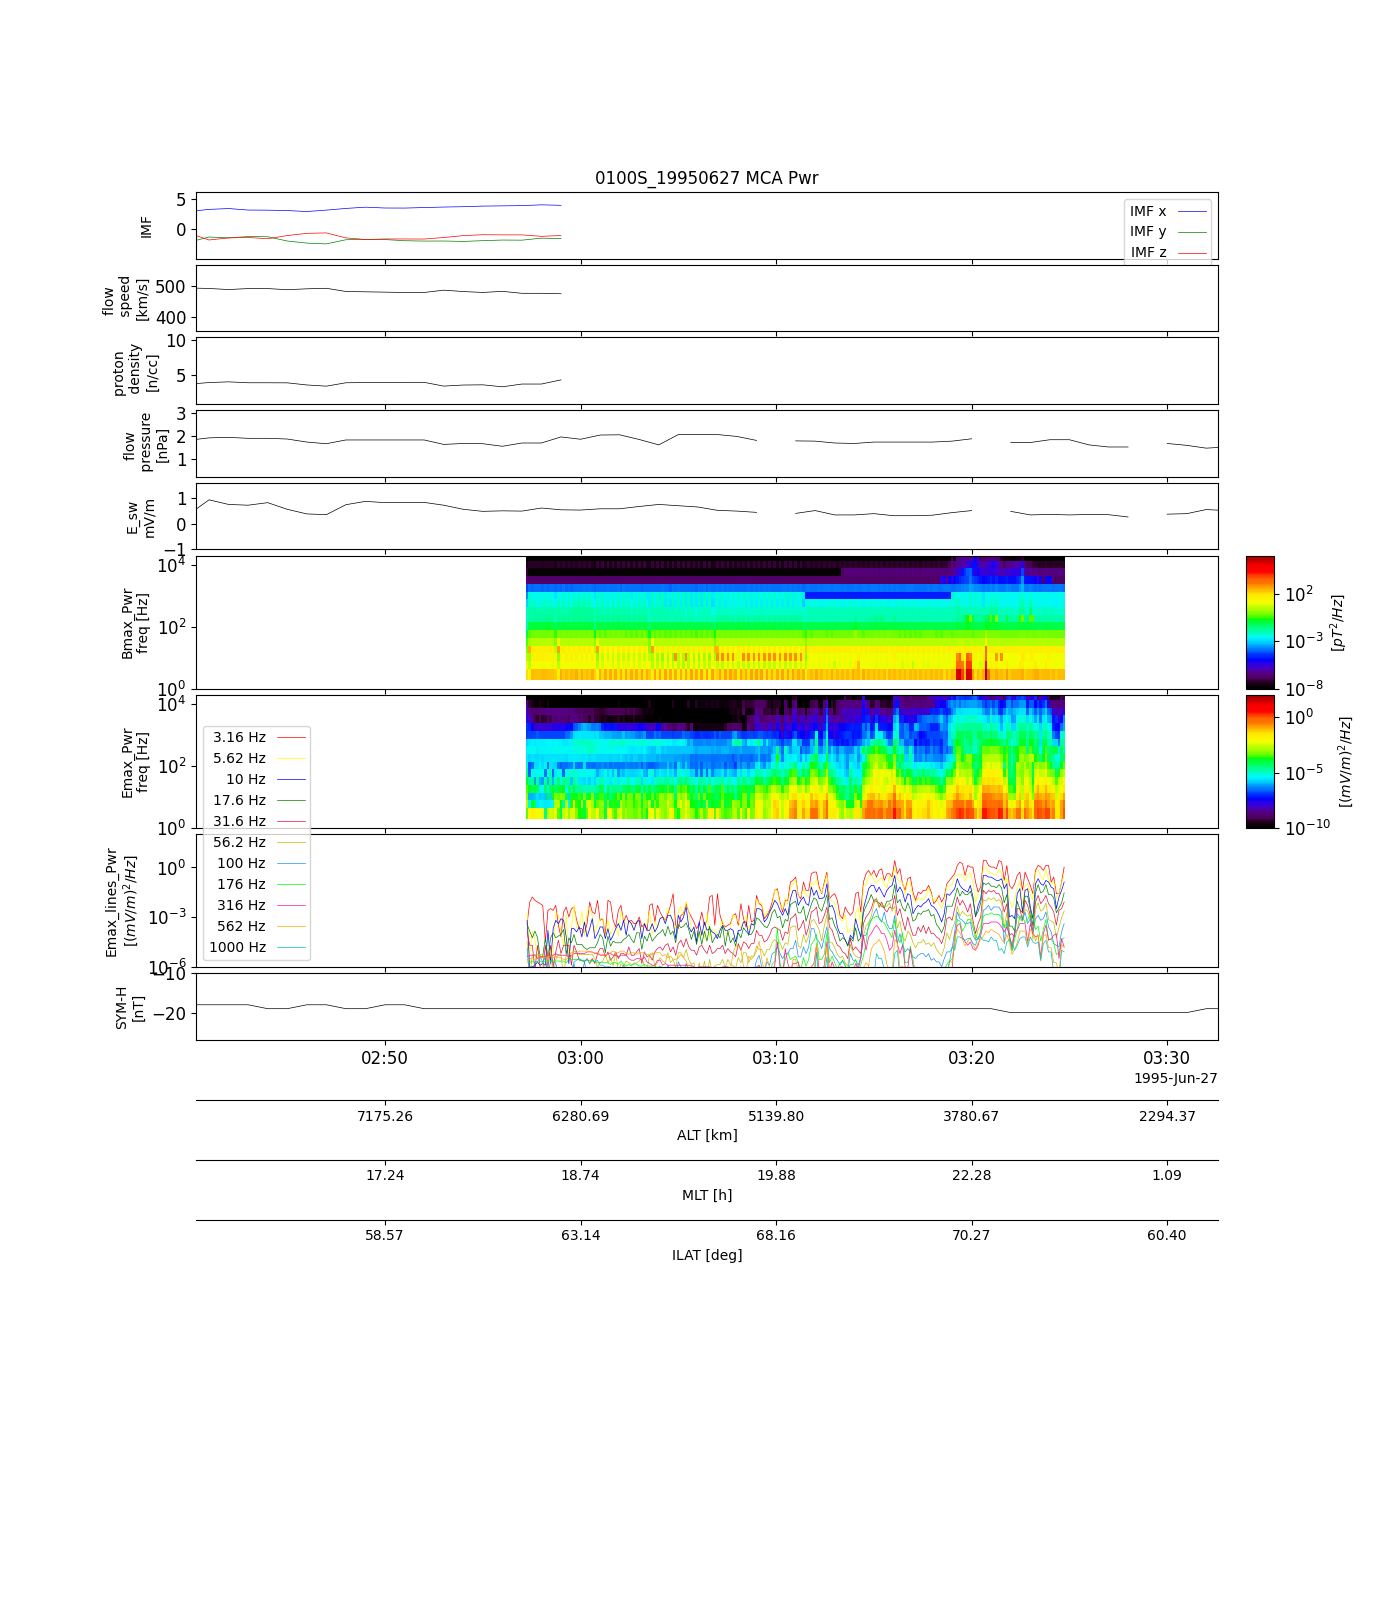 0100S_19950627 MCA Pwr
5
0
IMF
IMF x
IMF y
IMF z
500
400
flow
speed
[km/s]
10
5
proton
density
[n/cc]
3
2
1
flow
pressure
[nPa]
1
0
−1
E_sw
mV/m
10^4
10^2
10^0
Bmax_Pwr
freq [Hz]
10^2
10^−3
10^−8
[pT^2/Hz]
10^4
10^2
10^0
Emax_Pwr
freq [Hz]
10^0
10^−5
10^−10
[(mV/m)^2/Hz]
3.16 Hz
5.62 Hz
10 Hz
17.6 Hz
31.6 Hz
56.2 Hz
100 Hz
176 Hz
316 Hz
562 Hz
1000 Hz
10^0
10^−3
10^−6
Emax_lines_Pwr
[(mV/m)^2/Hz]
−10
−20
SYM-H
[nT]
02:50 03:00 03:10 03:20 03:30
1995-Jun-27
7175.26 6280.69 5139.80 3780.67 2294.37
ALT [km]
17.24 18.74 19.88 22.28 1.09
MLT [h]
58.57 63.14 68.16 70.27 60.40
ILAT [deg]